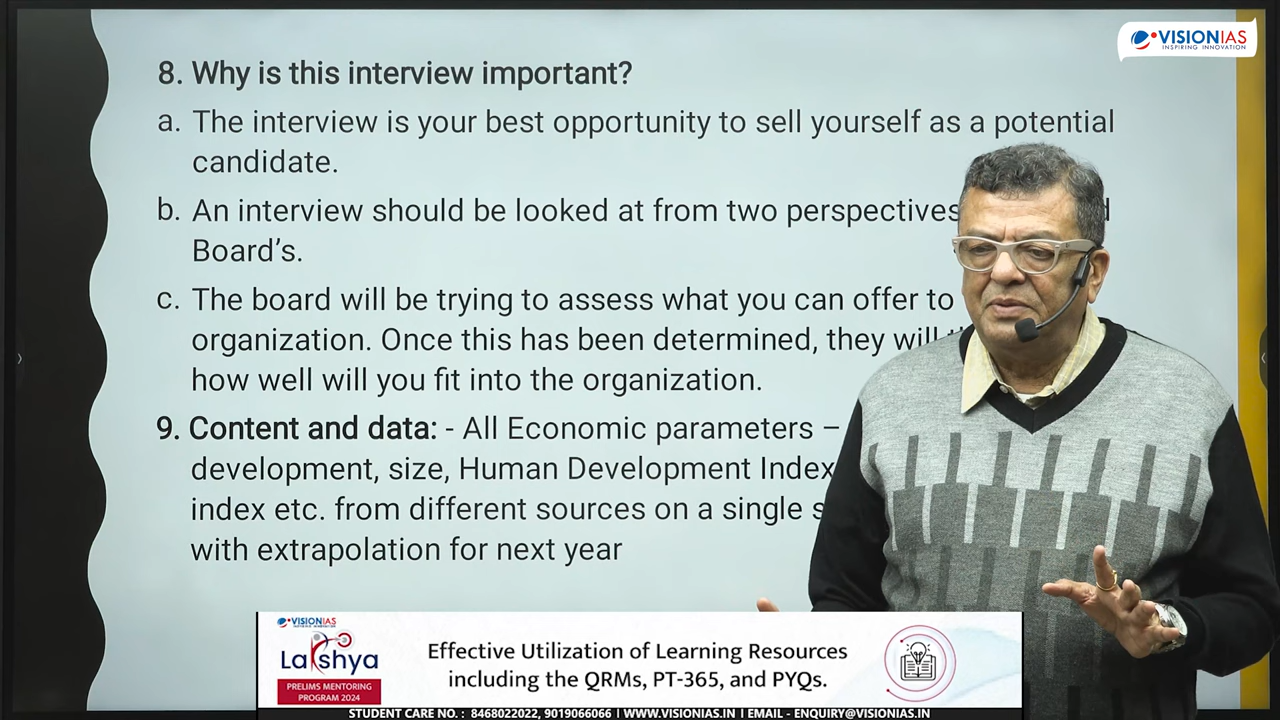 VISIONIAS
INSPIRING INNOVATION
8. Why is this interview important?
a. The interview is your best opportunity to sell yourself as a potential
candidate.
b. An interview should be looked at from two perspectives
Board's.
c. The board will be trying to assess what you can offer to
organization. Once this has been determined, they will
how well will you fit into the organization.
9. Content and data: - All Economic parameters –
development, size, Human Development Index
index etc. from different sources on a single
with extrapolation for next year
VISIONIAS
Lakshya
PRELIMS MENTORING
PROGRAM 2024
Effective Utilization of Learning Resources
including the QRMs, PT-365, and PYQs.
STUDENT CARE NO. : 8468022022, 9019066066 | WWW.VISIONIAS.IN | EMAIL - ENQUIRY@VISIONIAS.IN